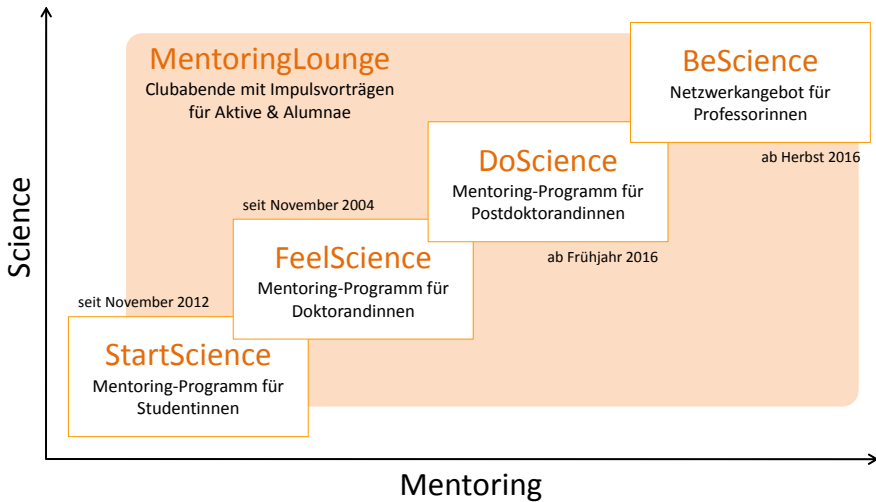 MentoringLounge
Clubabende mit Impulsvorträgen
für Aktive & Alumnae
BeScience
Netzwerkangebot für
Professorinnen
ab Herbst 2016
DoScience
Mentoring-Programm für
Postdoktorandinnen
ab Frühjahr 2016
seit November 2004
FeelScience
Mentoring-Programm für
Doktorandinnen
seit November 2012
StartScience
Mentoring-Programm für
Studentinnen
Science
Mentoring